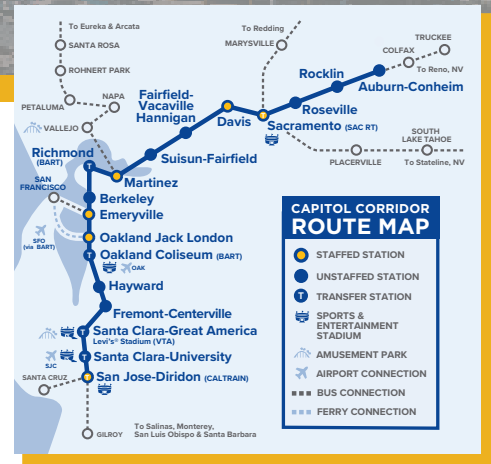 To Eureka & Arcata
SANTA ROSA
ROHNERT PARK
NAPA
PETALUMA
VALLEJO
To Redding
MARYSVILLE
TRUCKEE
COLFAX
To Reno, NV
Rocklin
Auburn-Conheim
Roseville
Fairfield-
Vacaville
Hannigan
Davis
Sacramento (SAC RT)
SOUTH
LAKE TAHOE
PLACERVILLE
To Stateline, NV
Suisun-Fairfield
Richmond
(BART)
Martinez
SAN
FRANCISCO
Berkeley
Emeryville
SFO
(via BART)
Oakland Jack London
Oakland Coliseum (BART)
OAK
Hayward
Fremont-Centerville
Santa Clara-Great America
Levi's® Stadium (VTA)
Santa Clara-University
SJC
SANTA CRUZ
San Jose-Diridon (CALTRAIN)
GILROY
To Salinas, Monterey,
San Luis Obispo & Santa Barbara
CAPITOL CORRIDOR
ROUTE MAP
STAFFED STATION
UNSTAFFED STATION
T TRANSFER STATION
SPORTS &
ENTERTAINMENT
STADIUM
AMUSEMENT PARK
AIRPORT CONNECTION
BUS CONNECTION
FERRY CONNECTION